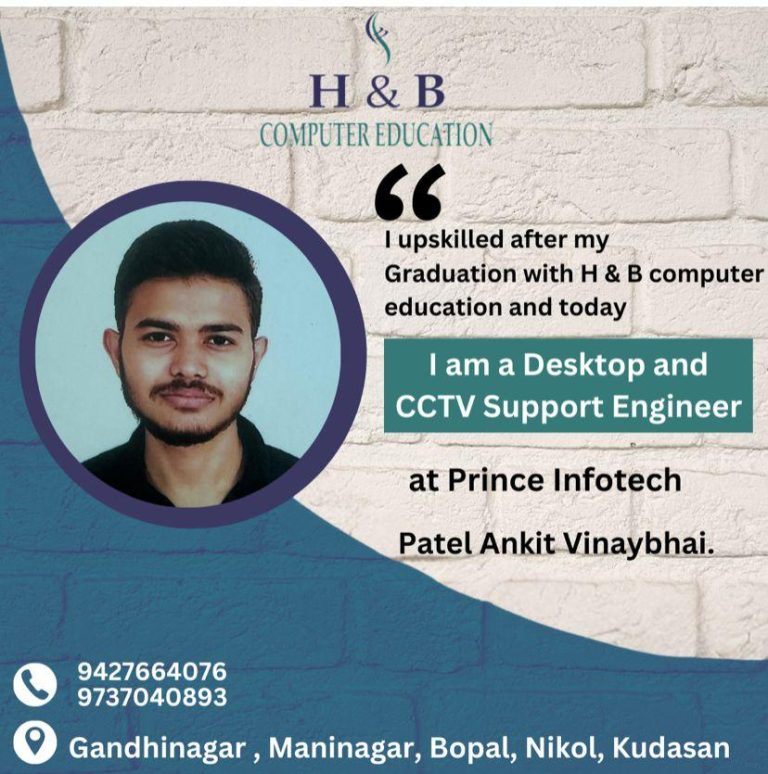 H & B
COMPUTER EDUCATION
“
I upskilled after my
Graduation with H & B computer
education and today
I am a Desktop and
CCTV Support Engineer
at Prince Infotech
Patel Ankit Vinaybhai.
9427664076
9737040893
Gandhinagar , Maninagar, Bopal, Nikol, Kudasan